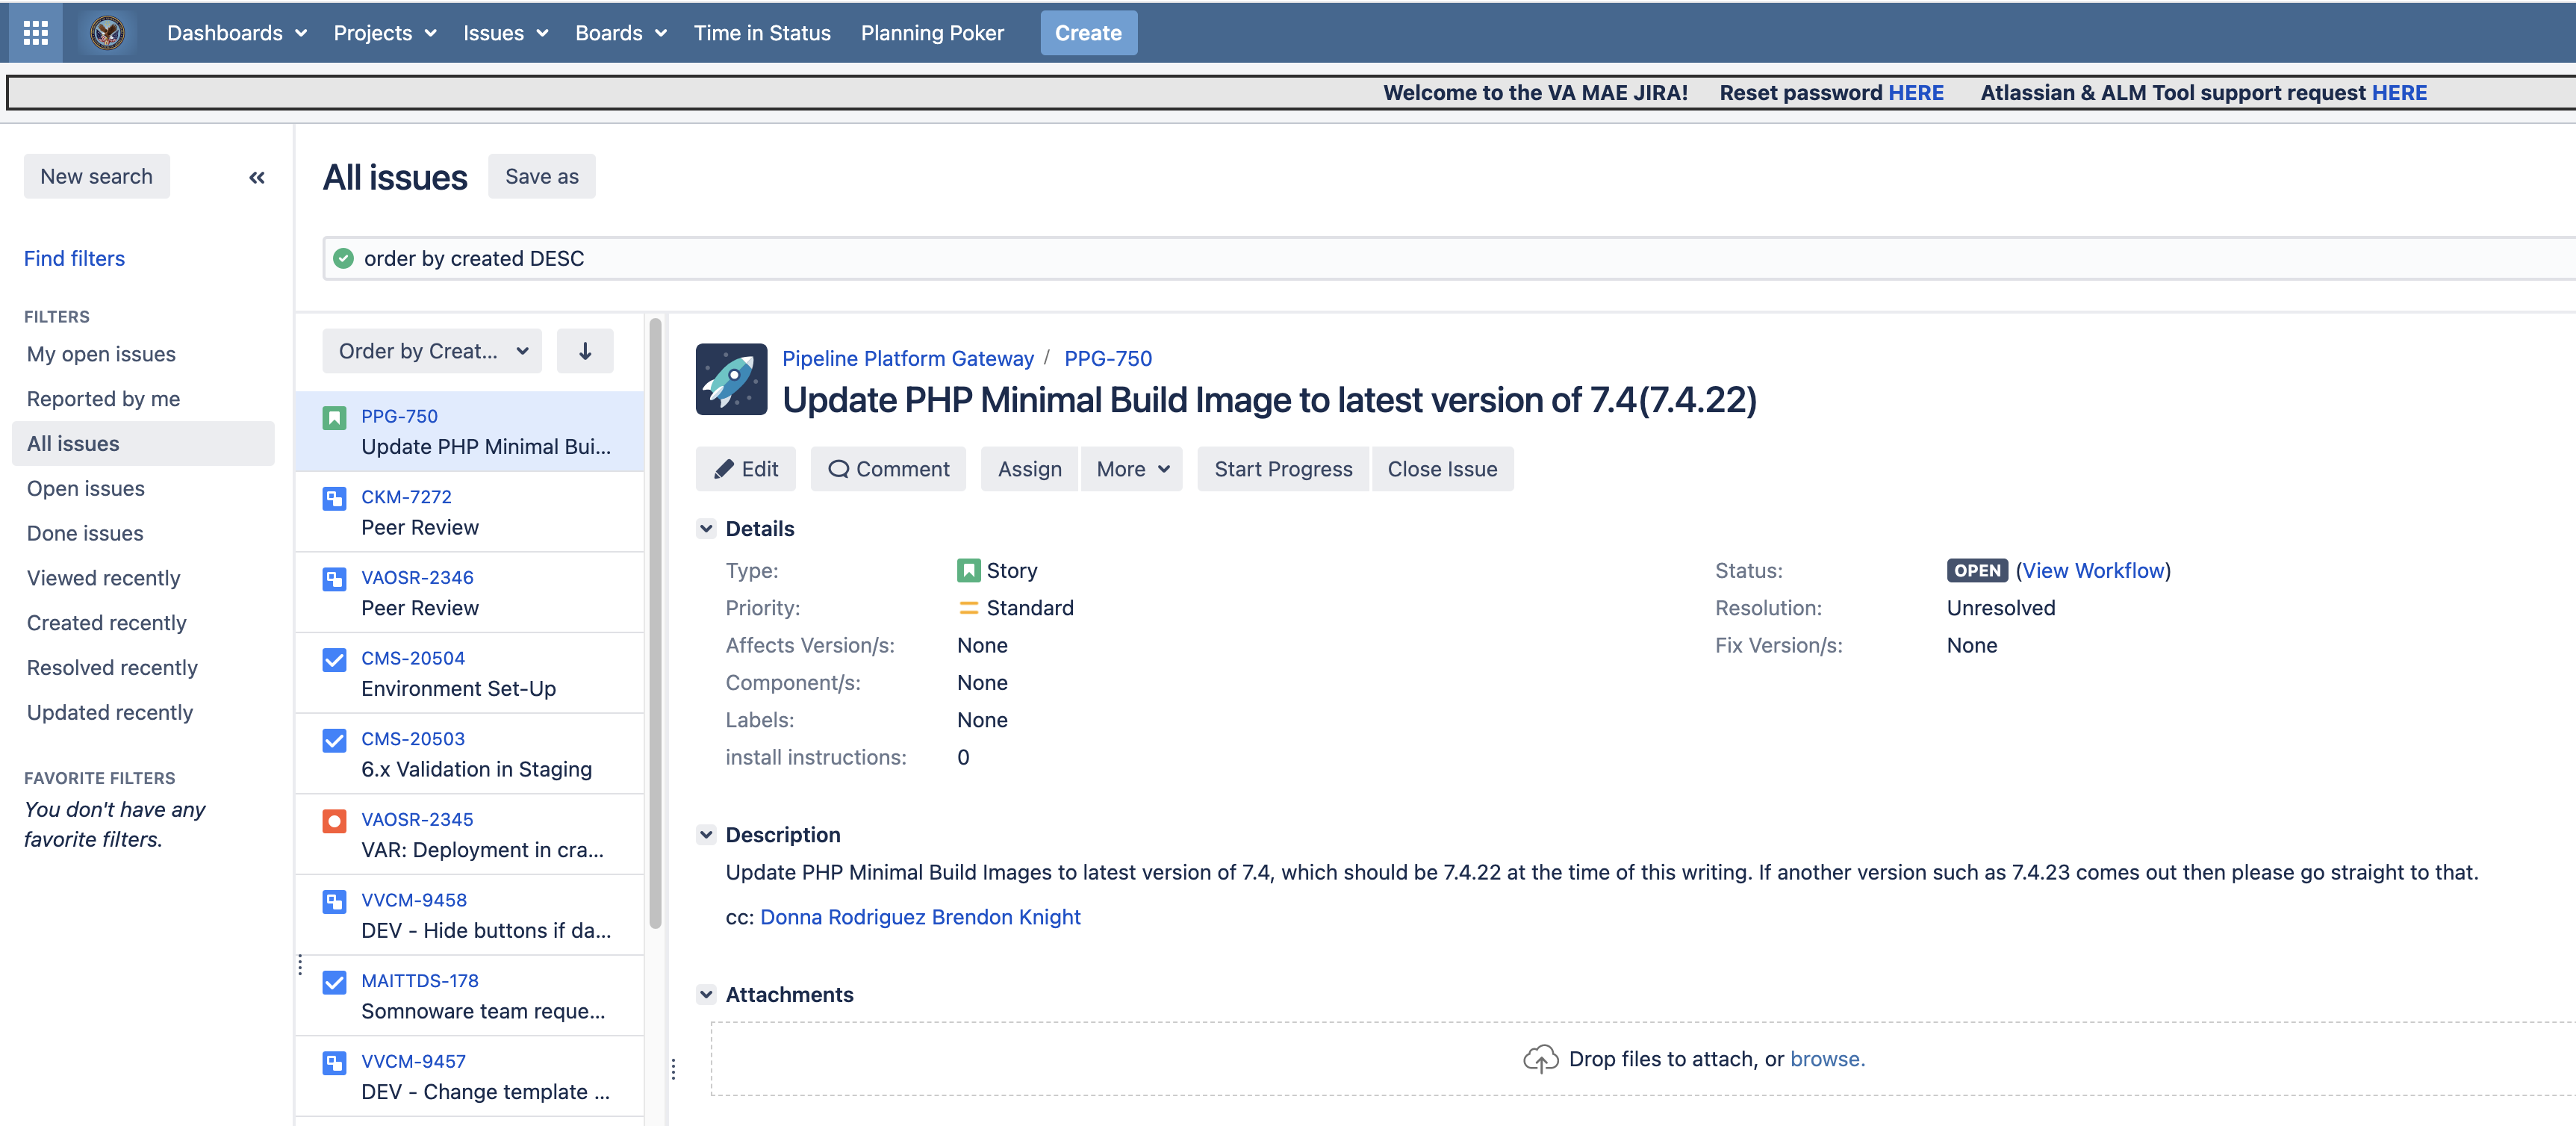 Dashboards Projects Issues Boards Time in Status Planning Poker Create
Welcome to the VA MAE JIRA! Reset password HERE Atlassian & ALM Tool support request HERE
New search
Find filters
FILTERS
My open issues
Reported by me
All issues
Open issues
Done issues
Viewed recently
Created recently
Resolved recently
Updated recently
FAVORITE FILTERS
You don't have any
favorite filters.
All issues Save as
order by created DESC
Order by Creat...
PPG-750
Update PHP Minimal Bui...
CKM-7272
Peer Review
VAOSR-2346
Peer Review
CMS-20504
Environment Set-Up
CMS-20503
6.x Validation in Staging
VAOSR-2345
VAR: Deployment in cra...
VVCM-9458
DEV - Hide buttons if da...
MAITTDS-178
Somnoware team reque...
VVCM-9457
DEV - Change template ...
Pipeline Platform Gateway / PPG-750
Update PHP Minimal Build Image to latest version of 7.4(7.4.22)
Edit Comment Assign More Start Progress Close Issue
Details
Type: Story
Priority: Standard
Affects Version/s: None
Component/s: None
Labels: None
install instructions: 0
Status: OPEN (View Workflow)
Resolution: Unresolved
Fix Version/s: None
Description
Update PHP Minimal Build Images to latest version of 7.4, which should be 7.4.22 at the time of this writing. If another version such as 7.4.23 comes out then please go straight to that.
cc: Donna Rodriguez Brendon Knight
Attachments
Drop files to attach, or browse.